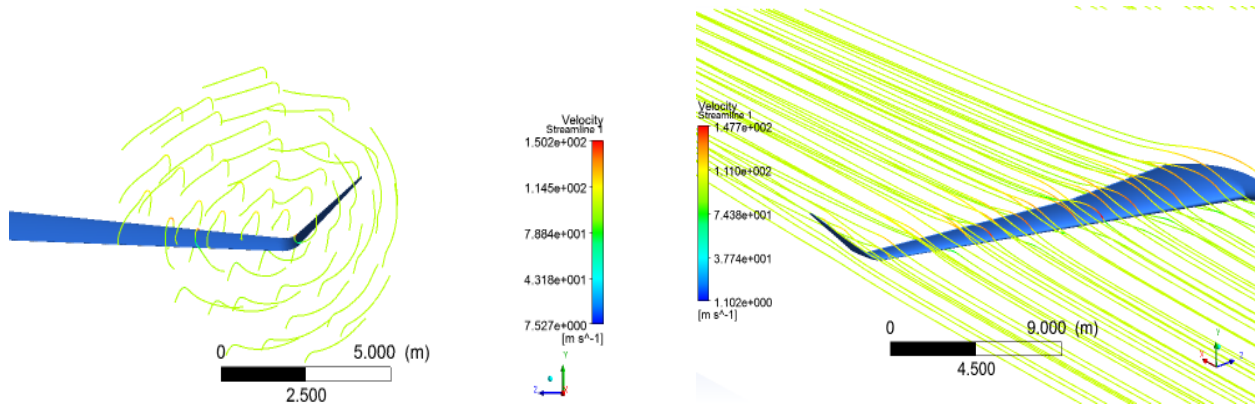 Velocity
Streamline 1
1.502e+002
1.145e+002
7.884e+001
4.318e+001
7.527e+000
[m s^-1]
0
5.000 (m)
2.500
Y
Z
X
Velocity
Streamline 1
1.477e+002
1.110e+002
7.438e+001
3.774e+001
1.102e+000
[m s^-1]
0
9.000 (m)
4.500
Y
X
Z